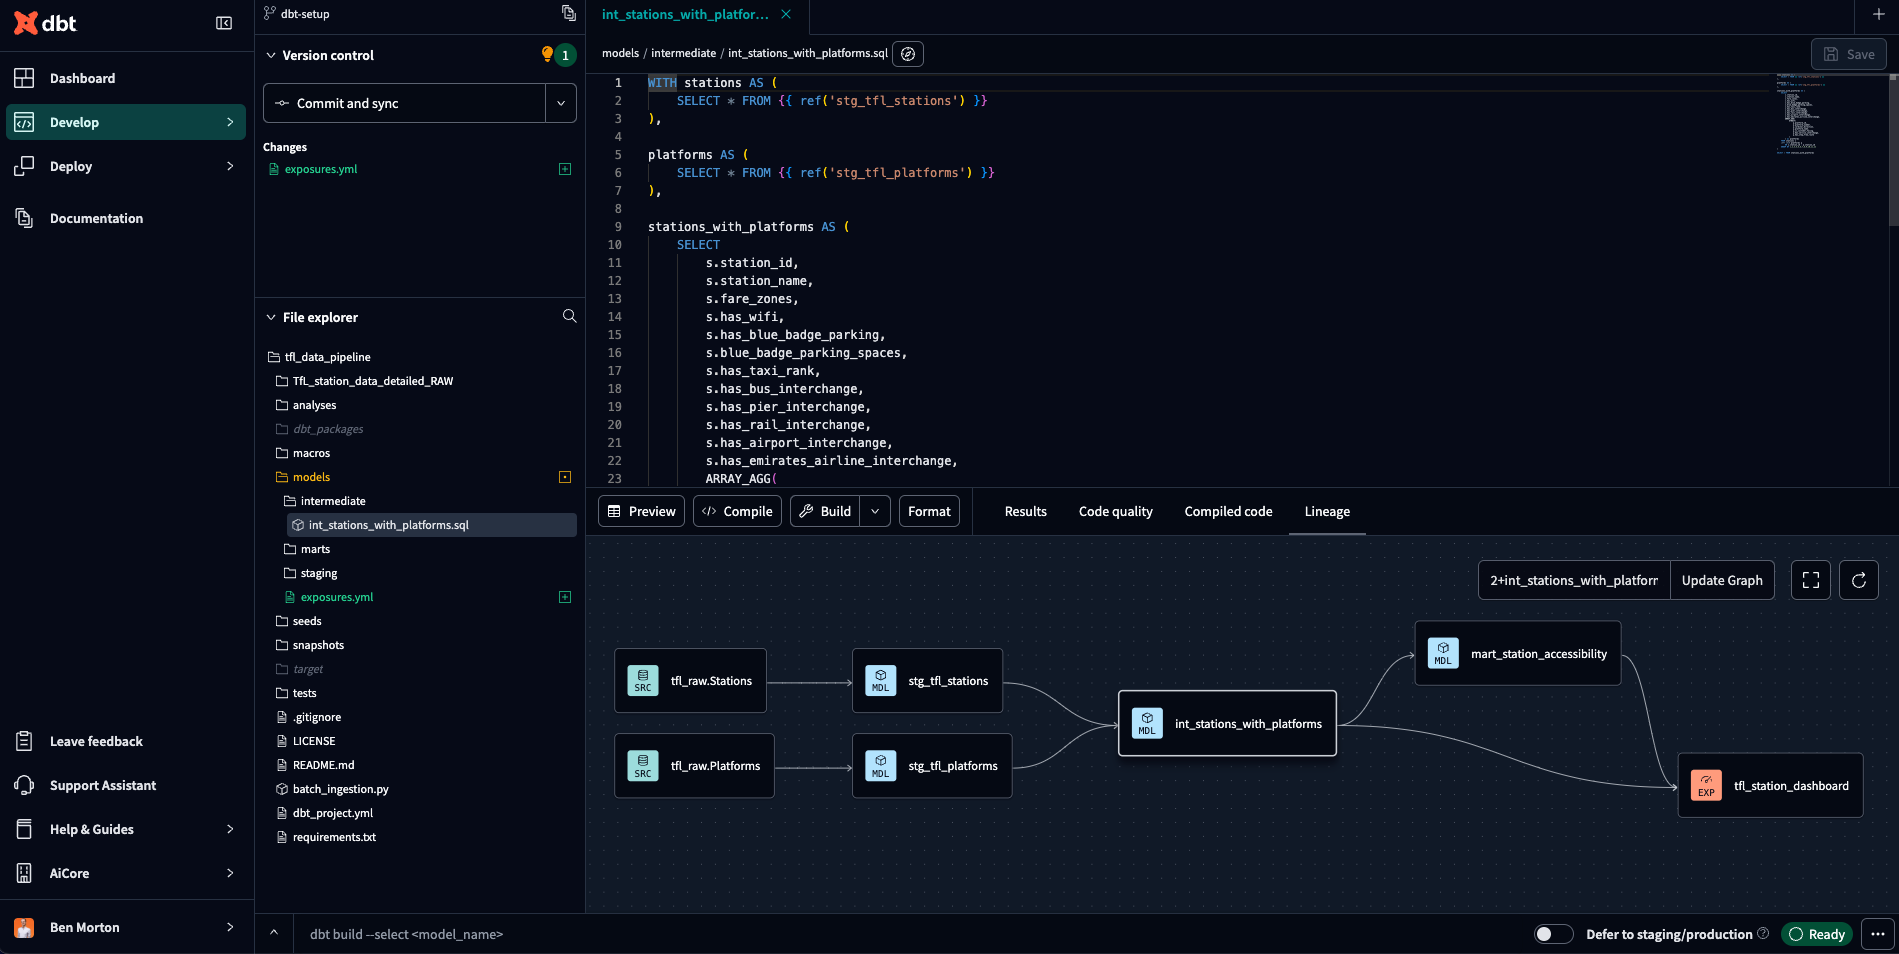 dbt
Dashboard
Develop
Deploy
Documentation
Leave feedback
Support Assistant
Help & Guides
AiCore
Ben Morton
dbt-setup
Version control
1
Commit and sync
Changes
exposures.yml
File explorer
tfl_data_pipeline
TfL_station_data_detailed_RAW
analyses
dbt_packages
macros
models
intermediate
int_stations_with_platforms.sql
marts
staging
exposures.yml
seeds
snapshots
target
tests
.gitignore
LICENSE
README.md
batch_ingestion.py
dbt_project.yml
requirements.txt
int_stations_with_platfor...
models / intermediate / int_stations_with_platforms.sql
Save
1 WITH stations AS (
2 SELECT * FROM {{ ref('stg_tfl_stations') }}
3 ),
4
5 platforms AS (
6 SELECT * FROM {{ ref('stg_tfl_platforms') }}
7 ),
8
9 stations_with_platforms AS (
10 SELECT
11 s.station_id,
12 s.station_name,
13 s.fare_zones,
14 s.has_wifi,
15 s.has_blue_badge_parking,
16 s.blue_badge_parking_spaces,
17 s.has_taxi_rank,
18 s.has_bus_interchange,
19 s.has_pier_interchange,
20 s.has_rail_interchange,
21 s.has_airport_interchange,
22 s.has_emirates_airline_interchange,
23 ARRAY_AGG(
Preview
Compile
Build
Format
Results
Code quality
Compiled code
Lineage
2+int_stations_with_platforr
Update Graph
SRC tfl_raw.Stations
MDL stg_tfl_stations
SRC tfl_raw.Platforms
MDL stg_tfl_platforms
MDL int_stations_with_platforms
MDL mart_station_accessibility
EXP tfl_station_dashboard
dbt build --select <model_name>
Defer to staging/production
Ready